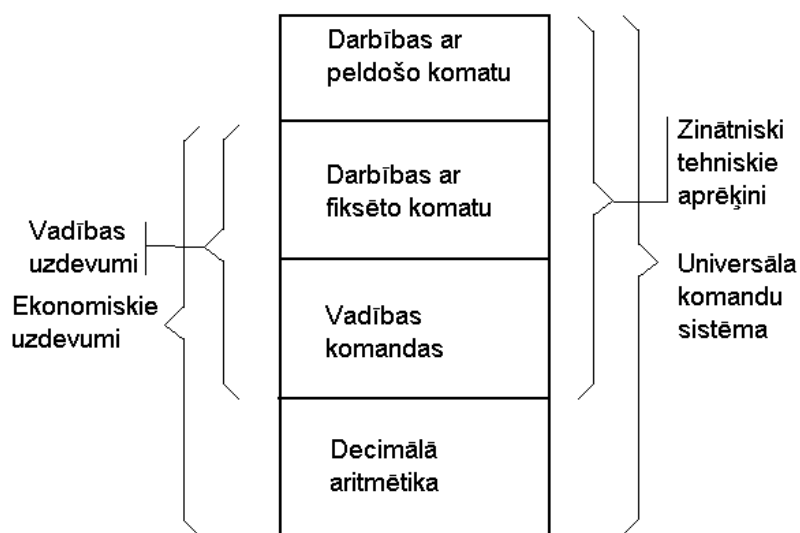 Darbības ar
peldošo komatu
Darbības ar
fiksēto komatu
Vadības
komandas
Decimālā
aritmētika
Vadības
uzdevumi
Ekonomiskie
uzdevumi
Zinātniski
tehniskie
aprēķini
Universāla
komandu
sistēma